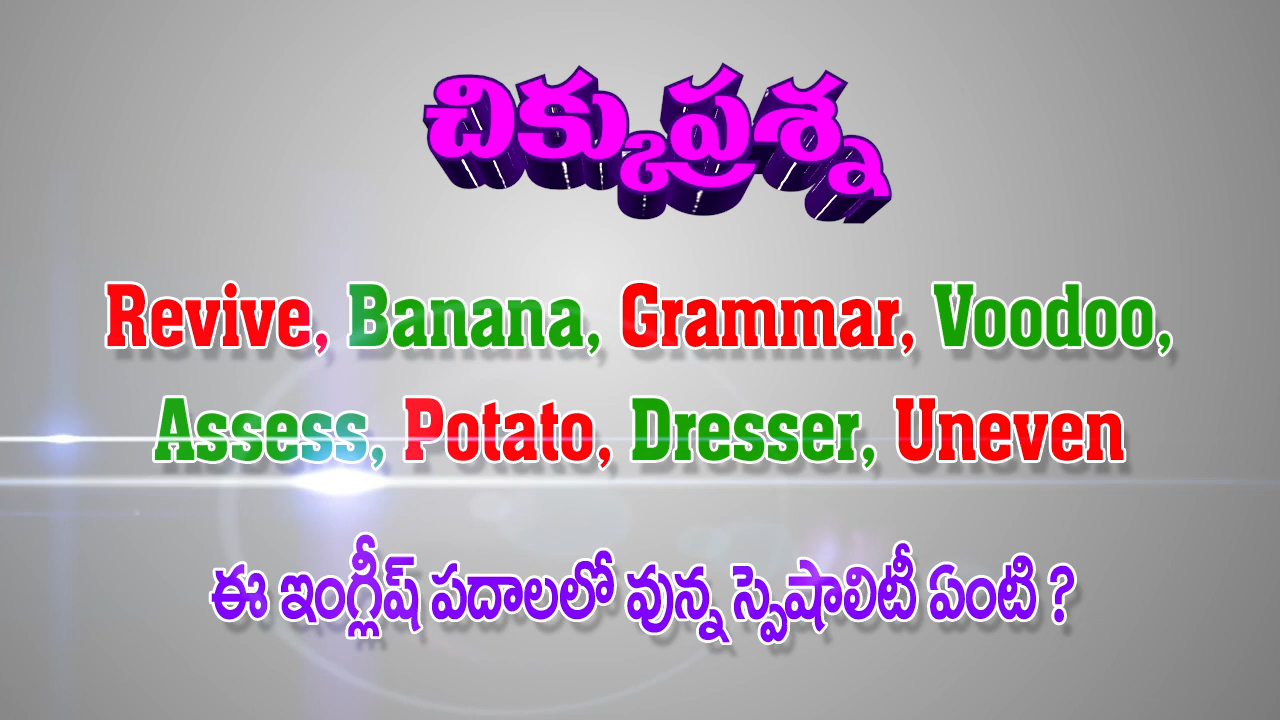 చిక్కుప్రశ్న
Revive, Banana, Grammar, Voodoo,
Assess, Potato, Dresser, Uneven
ఈ ఇంగ్లీష్ పదాలలో వున్న స్పెషాలిటీ ఏంటి ?